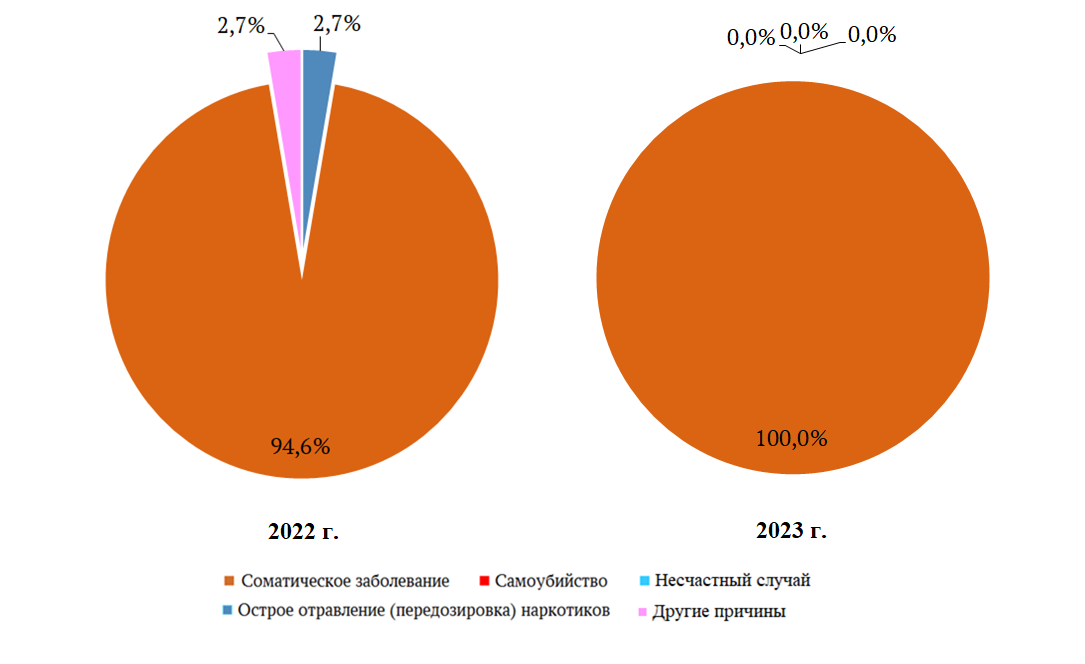 2,7% 2,7%
0,0% 0,0% 0,0%
94,6%
100,0%
2022 г.
2023 г.
Соматическое заболевание Самоубийство Несчастный случай
Острое отравление (передозировка) наркотиков Другие причины